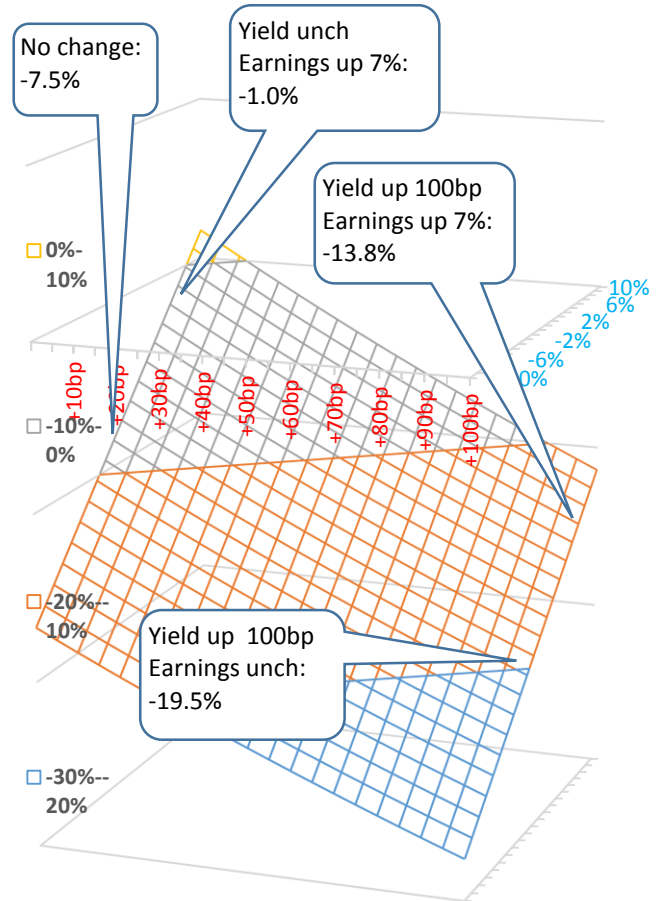 No change:
-7.5%
Yield unch
Earnings up 7%:
-1.0%
Yield up 100bp
Earnings up 7%:
-13.8%
0%-
10%
10%
6%
2%
-2%
-6%
0%
+10bp
+20bp
+30bp
+40bp
+50bp
+60bp
+70bp
+80bp
+90bp
+100bp
-10%-
0%
-20%--
10%
Yield up  100bp
Earnings unch:
-19.5%
-30%--
20%